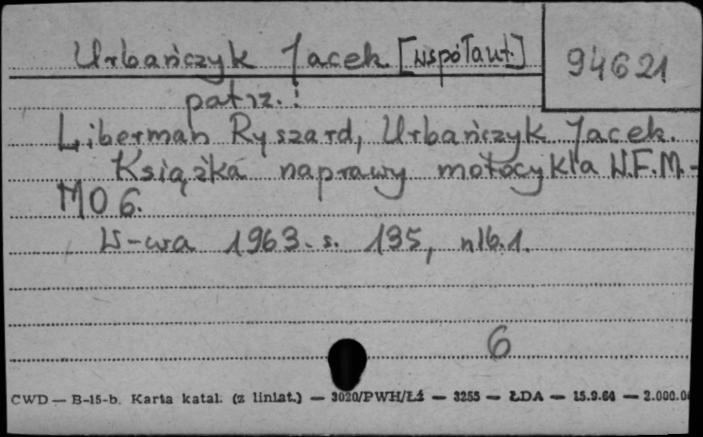 Urbańczyk Jacek [współaut.] 94621
patrz.:
Liberman Ryszard, Urbańczyk Jacek.
Książka naprawy motocykla W.F.M.-
M06.
W-wa 1963. s. 135, nlb.1.
6
CWD — B-15-b. Karta katal. (z liniat.) — 3020/PWH/Łź — 3255 — ŁDA — 15.9.64 — 2.000.0